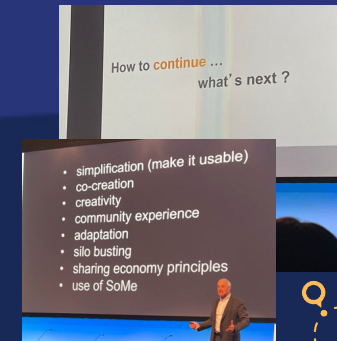 How to continue ...
what's next ?
• simplification (make it usable)
• co-creation
• creativity
• community experience
• adaptation
• silo busting
• sharing economy principles
• use of SoMe